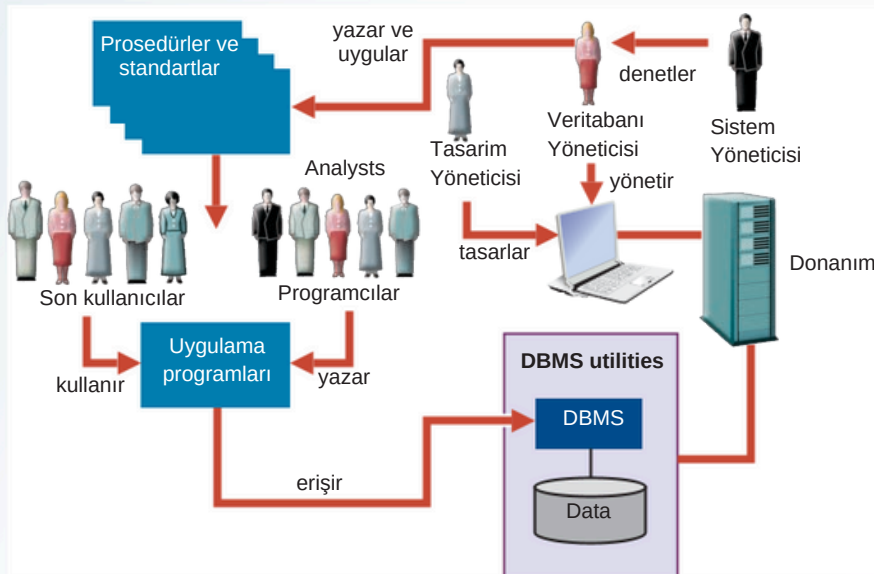 Prosedürler ve
standartlar
yazar ve
uygular
denetler
Tasarim
Yöneticisi
Veritabanı
Yöneticisi
Sistem
Yöneticisi
Analysts
yönetir
tasarlar
Donanım
Son kullanıcılar
Programcılar
Uygulama
programları
kullanır
yazar
DBMS utilities
DBMS
erişir
Data